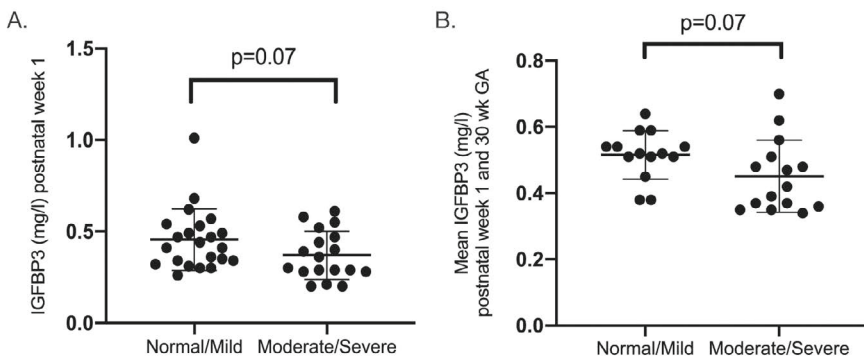 A.
IGFBP3 (mg/l) postnatal week 1
1.5
1.0
0.5
0.0
p=0.07
Normal/Mild
Moderate/Severe
B.
Mean IGFBP3 (mg/l)
postnatal week 1 and 30 wk GA
0.8
0.6
0.4
0.2
0.0
p=0.07
Normal/Mild
Moderate/Severe